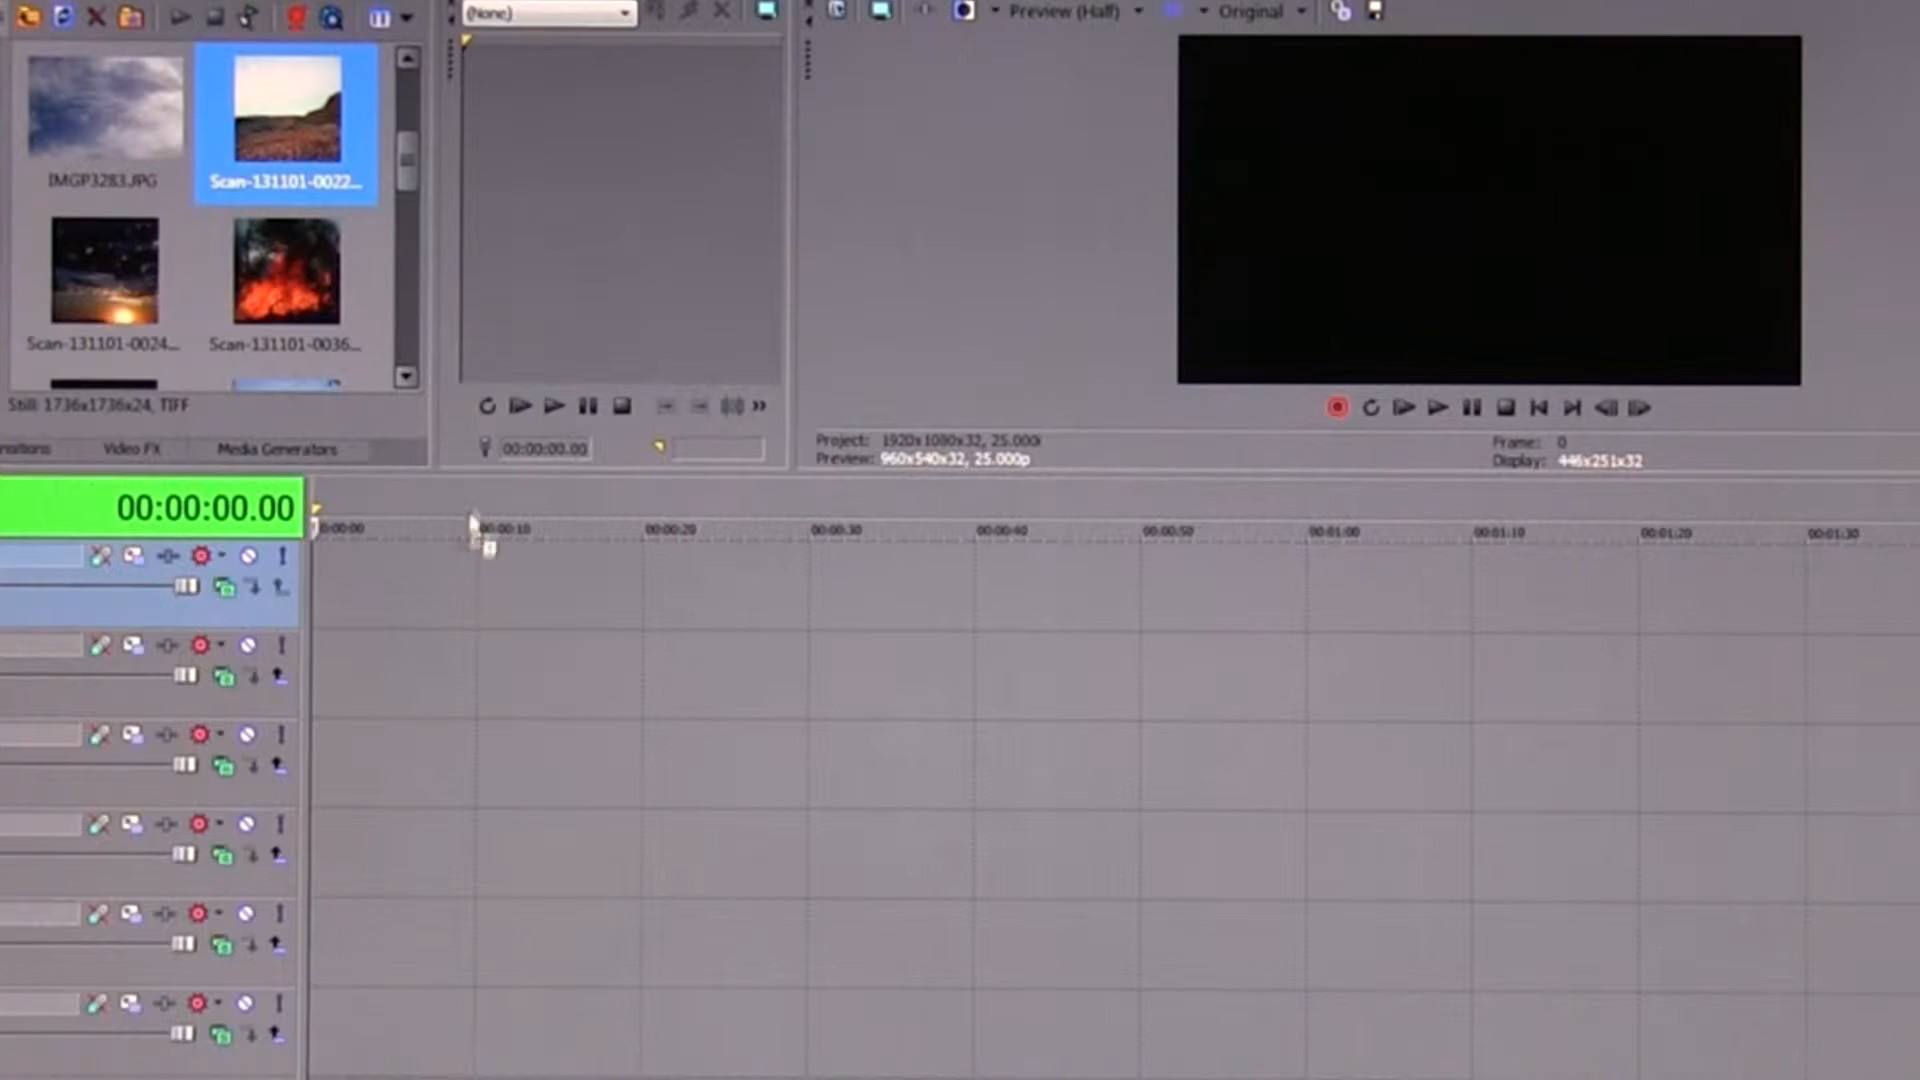 (None)
Preview (Half)
Original
IMGP3283.JPG
Scan-131101-0022...
Scan-131101-0024...
Scan-131101-0036...
Still: 1736x1736x24, TIFF
Video FX
Media Generators
00:00:00.00
Project: 1920x1080x32, 25.000i
Preview: 960x540x32, 25.000p
Frame: 0
Display: 446x251x32
00:00:00.00
00:00:10
00:00:20
00:00:30
00:00:40
00:00:50
00:01:00
00:01:10
00:01:20
00:01:30